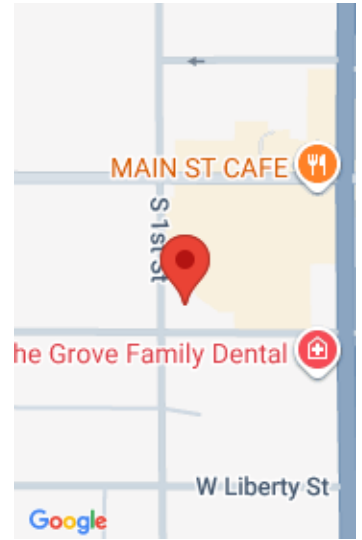 MAIN ST CAFE
S 1st St
he Grove Family Dental
W Liberty St
Google